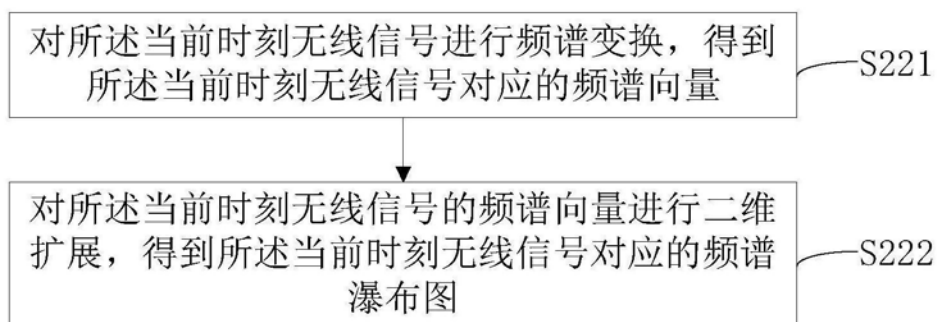 对所述当前时刻无线信号进行频谱变换，得到
所述当前时刻无线信号对应的频谱向量
S221
对所述当前时刻无线信号的频谱向量进行二维
扩展，得到所述当前时刻无线信号对应的频谱
瀑布图
S222